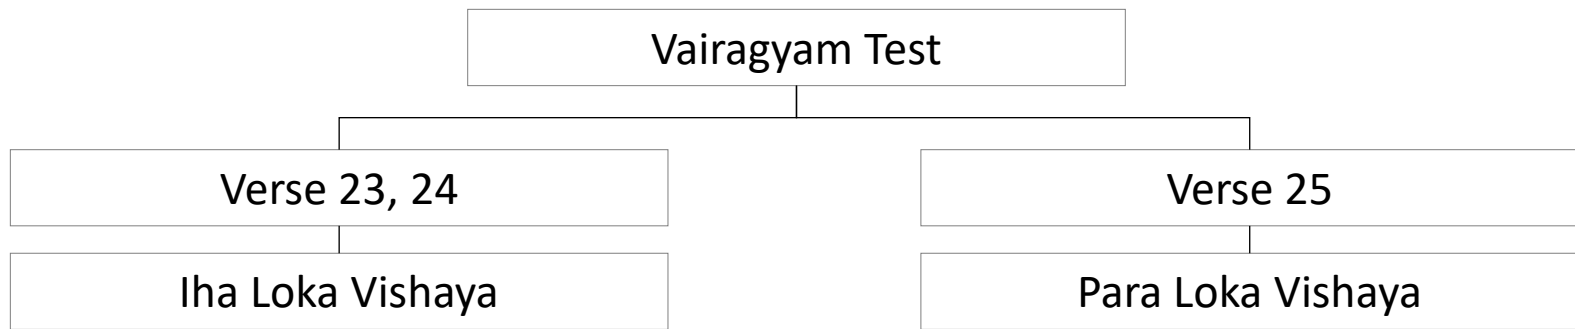 Vairagyam Test
Verse 23, 24
Verse 25
Iha Loka Vishaya
Para Loka Vishaya